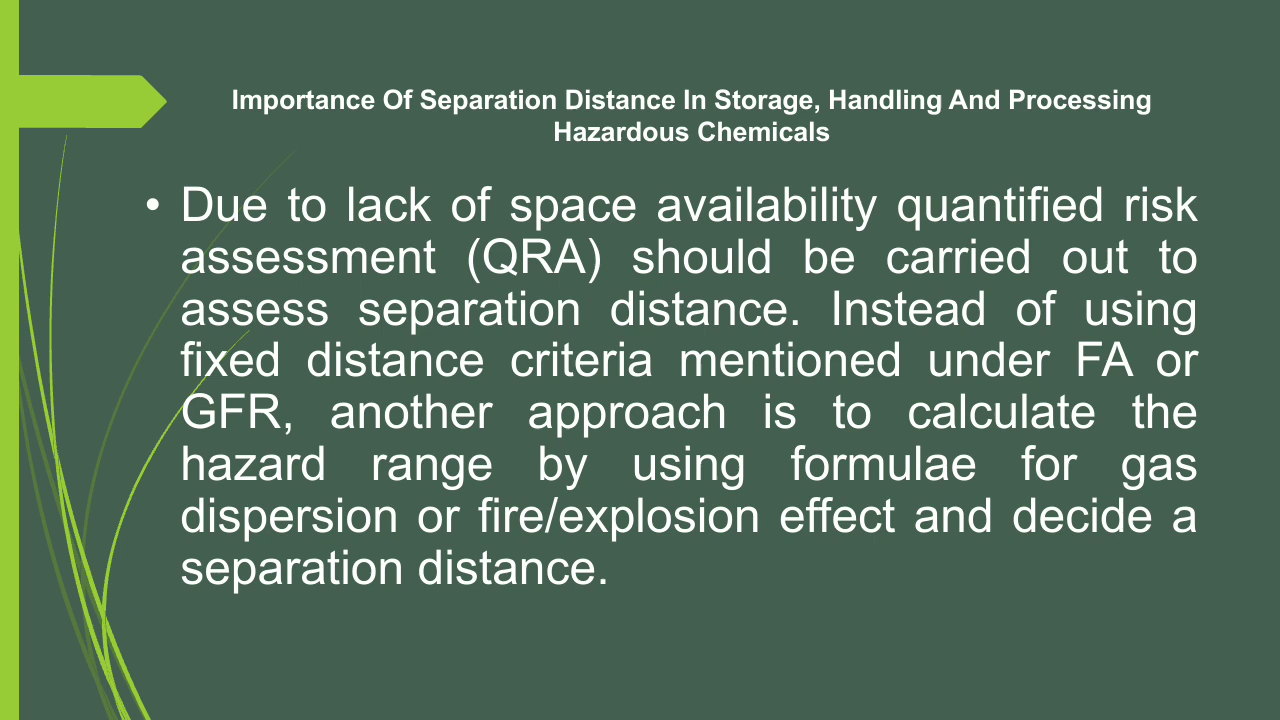 Importance Of Separation Distance In Storage, Handling And Processing
Hazardous Chemicals
• Due to lack of space availability quantified risk
assessment (QRA) should be carried out to
assess separation distance. Instead of using
fixed distance criteria mentioned under FA or
GFR, another approach is to calculate the
hazard range by using formulae for gas
dispersion or fire/explosion effect and decide a
separation distance.